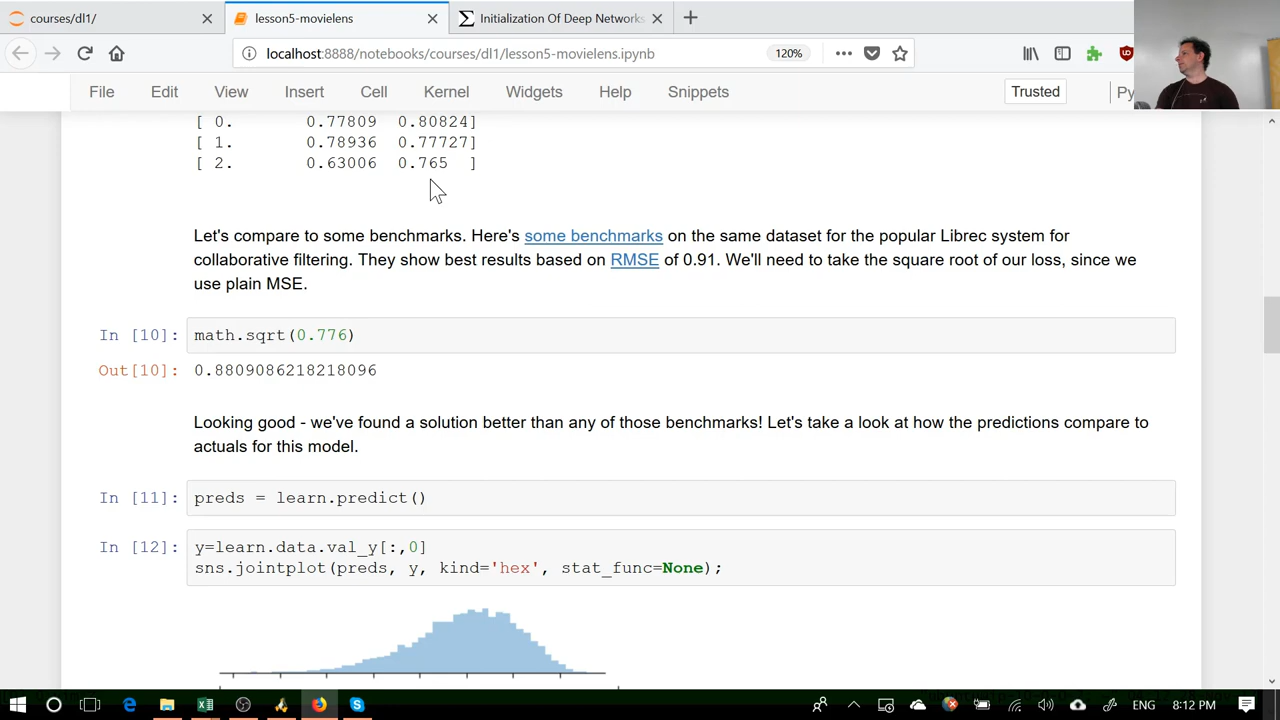 courses/dl1/
lesson5-movielens
Initialization Of Deep Networks
localhost:8888/notebooks/courses/dl1/lesson5-movielens.ipynb
120%
File Edit View Insert Cell Kernel Widgets Help Snippets
Trusted
Py
[ 0. 0.77809 0.80824]
[ 1. 0.78936 0.77727]
[ 2. 0.63006 0.765 ]
Let's compare to some benchmarks. Here's some benchmarks on the same dataset for the popular Librec system for
collaborative filtering. They show best results based on RMSE of 0.91. We'll need to take the square root of our loss, since we
use plain MSE.
In [10]: math.sqrt(0.776)
Out[10]: 0.8809086218218096
Looking good - we've found a solution better than any of those benchmarks! Let's take a look at how the predictions compare to
actuals for this model.
In [11]: preds = learn.predict()
In [12]: y=learn.data.val_y[:,0]
sns.jointplot(preds, y, kind='hex', stat_func=None);
ENG
8:12 PM